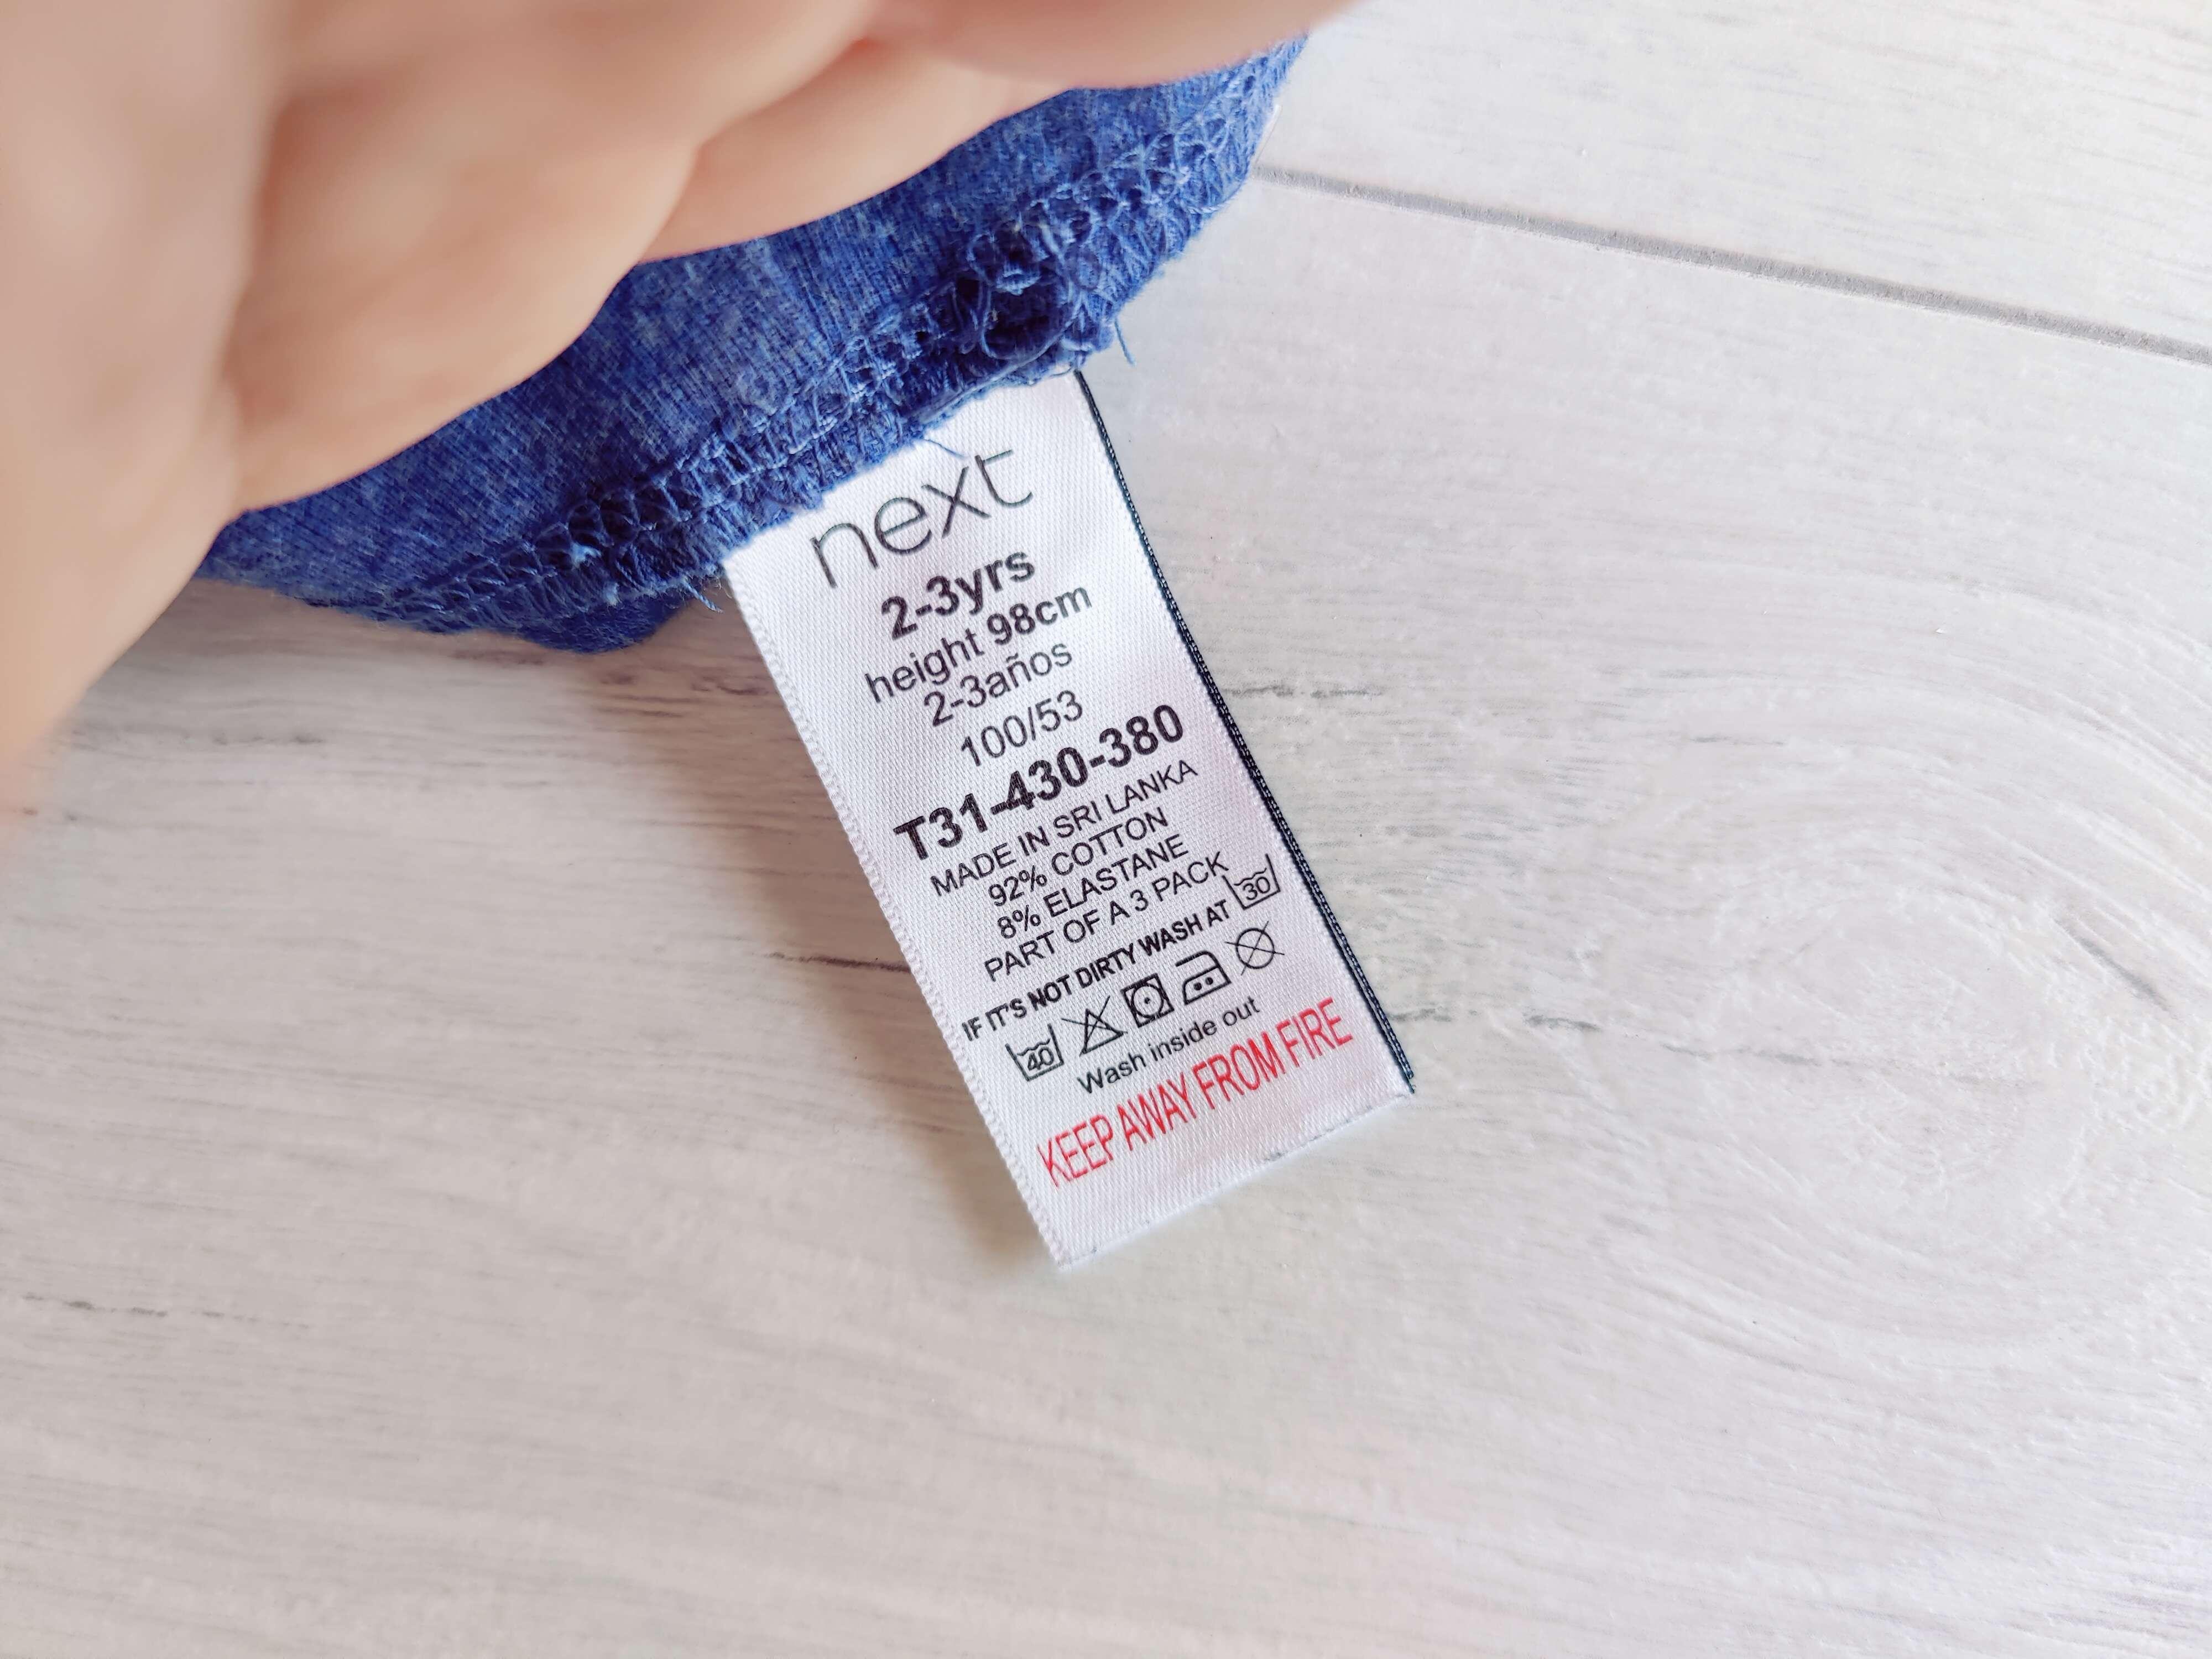 next
2-3yrs
height 98cm
2-3años
100/53
T31-430-380
MADE IN SRI LANKA
92% COTTON
8% ELASTANE
PART OF A 3 PACK
IF IT'S NOT DIRTY WASH AT 30
40
Wash inside out
KEEP AWAY FROM FIRE